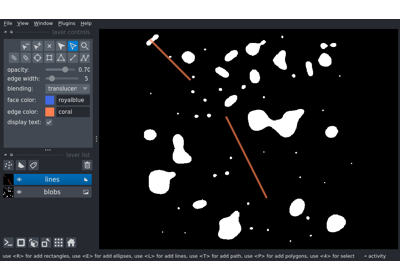 File View Window Plugins Help
layer controls
opacity: 0.70
edge width: 5
blending: translucen
face color: royalblue
edge color: coral
display text:
layer list
lines
blobs
use <R> for add rectangles, use <E> for add ellipses, use <L> for add lines, use <T> for add path, use <P> for add polygons, use <4> for select activity